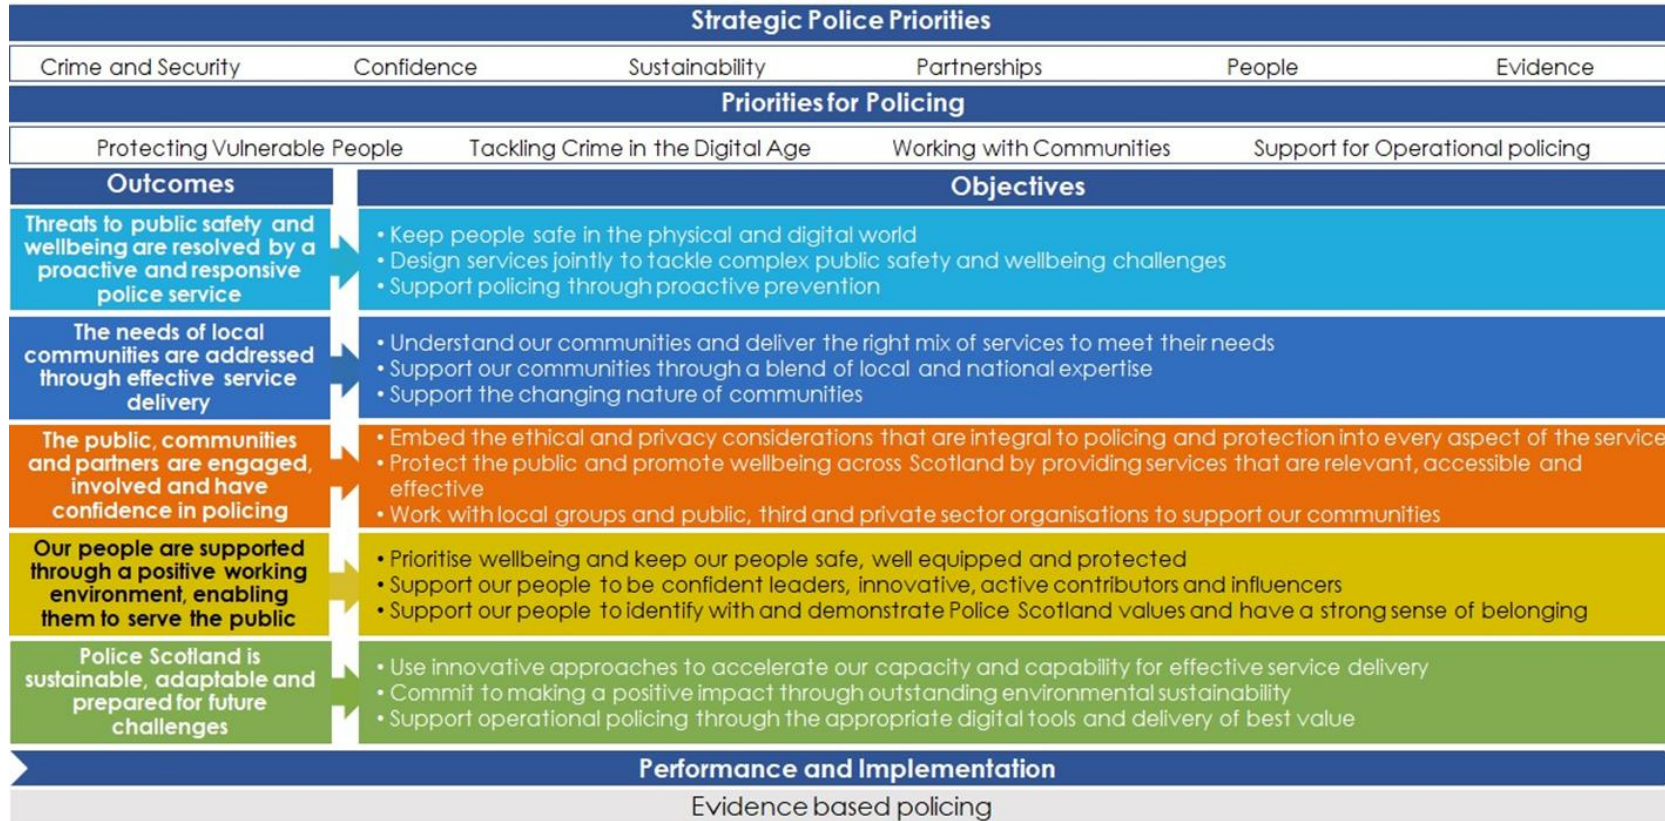 Strategic Police Priorities
Crime and Security Confidence Sustainability Partnerships People Evidence
Priorities for Policing
Protecting Vulnerable People Tackling Crime in the Digital Age Working with Communities Support for Operational policing
Outcomes
Objectives
Threats to public safety and
wellbeing are resolved by a
proactive and responsive
police service
• Keep people safe in the physical and digital world
• Design services jointly to tackle complex public safety and wellbeing challenges
• Support policing through proactive prevention
The needs of local
communities are addressed
through effective service
delivery
• Understand our communities and deliver the right mix of services to meet their needs
• Support our communities through a blend of local and national expertise
• Support the changing nature of communities
The public, communities
and partners are engaged,
involved and have
confidence in policing
• Embed the ethical and privacy considerations that are integral to policing and protection into every aspect of the service
• Protect the public and promote wellbeing across Scotland by providing services that are relevant, accessible and
effective
• Work with local groups and public, third and private sector organisations to support our communities
Our people are supported
through a positive working
environment, enabling
them to serve the public
• Prioritise wellbeing and keep our people safe, well equipped and protected
• Support our people to be confident leaders, innovative, active contributors and influencers
• Support our people to identify with and demonstrate Police Scotland values and have a strong sense of belonging
Police Scotland is
sustainable, adaptable and
prepared for future
challenges
• Use innovative approaches to accelerate our capacity and capability for effective service delivery
• Commit to making a positive impact through outstanding environmental sustainability
• Support operational policing through the appropriate digital tools and delivery of best value
Performance and Implementation
Evidence based policing